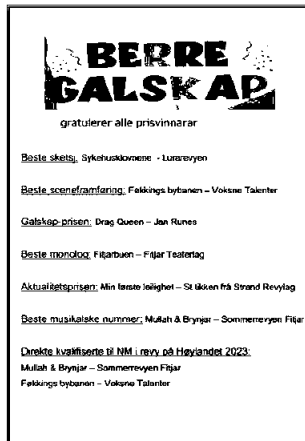 BERRE
GALSKAP
gratulerer alle prisvinnarar
Beste sketsj: Sykehusklovnene - Lurarevyen
Beste sceneframføring: Føkkings bybanen – Voksne Talenter
Galskap-prisen: Drag Queen – Jan Runes
Beste monolog: Fitjarbuen – Fitjar Teaterlag
Aktualitetsprisen: Min første leilighet – St.likken frå Strand Revylag
Beste musikalske nummer: Mullah & Brynjar – Sommerrevyen Fitjar
Direkte kvalifiserte til NM i revy på Høylandet 2023:
Mullah & Brynjar – Sommerrevyen Fitjar
Føkkings bybanen – Voksne Talenter